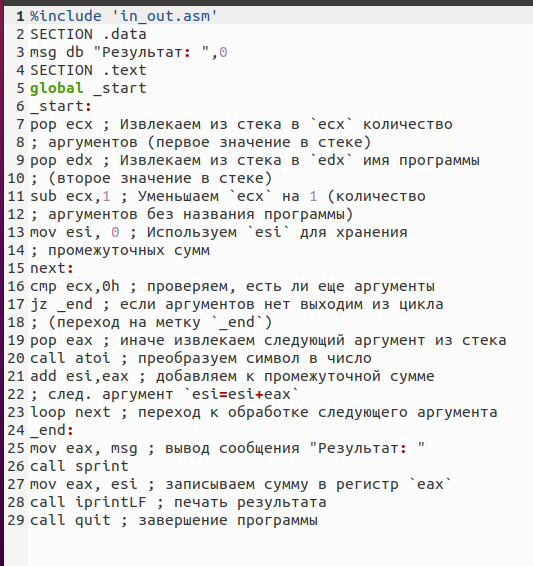 1 %include 'in_out.asm'
2 SECTION .data
3 msg db "Результат: ",0
4 SECTION .text
5 global _start
6 _start:
7 pop ecx ; Извлекаем из стека в `ecx` количество
8 ; аргументов (первое значение в стеке)
9 pop edx ; Извлекаем из стека в `edx` имя программы
10 ; (второе значение в стеке)
11 sub ecx,1 ; Уменьшаем `ecx` на 1 (количество
12 ; аргументов без названия программы)
13 mov esi, 0 ; Используем `esi` для хранения
14 ; промежуточных сумм
15 next:
16 cmp ecx,0h ; проверяем, есть ли еще аргументы
17 jz _end ; если аргументов нет выходим из цикла
18 ; (переход на метку `_end`)
19 pop eax ; иначе извлекаем следующий аргумент из стека
20 call atoi ; преобразуем символ в число
21 add esi,eax ; добавляем к промежуточной сумме
22 ; след. аргумент `esi=esi+eax`
23 loop next ; переход к обработке следующего аргумента
24 _end:
25 mov eax, msg ; вывод сообщения "Результат: "
26 call sprint
27 mov eax, esi ; записываем сумму в регистр `eax`
28 call iprintLF ; печать результата
29 call quit ; завершение программы